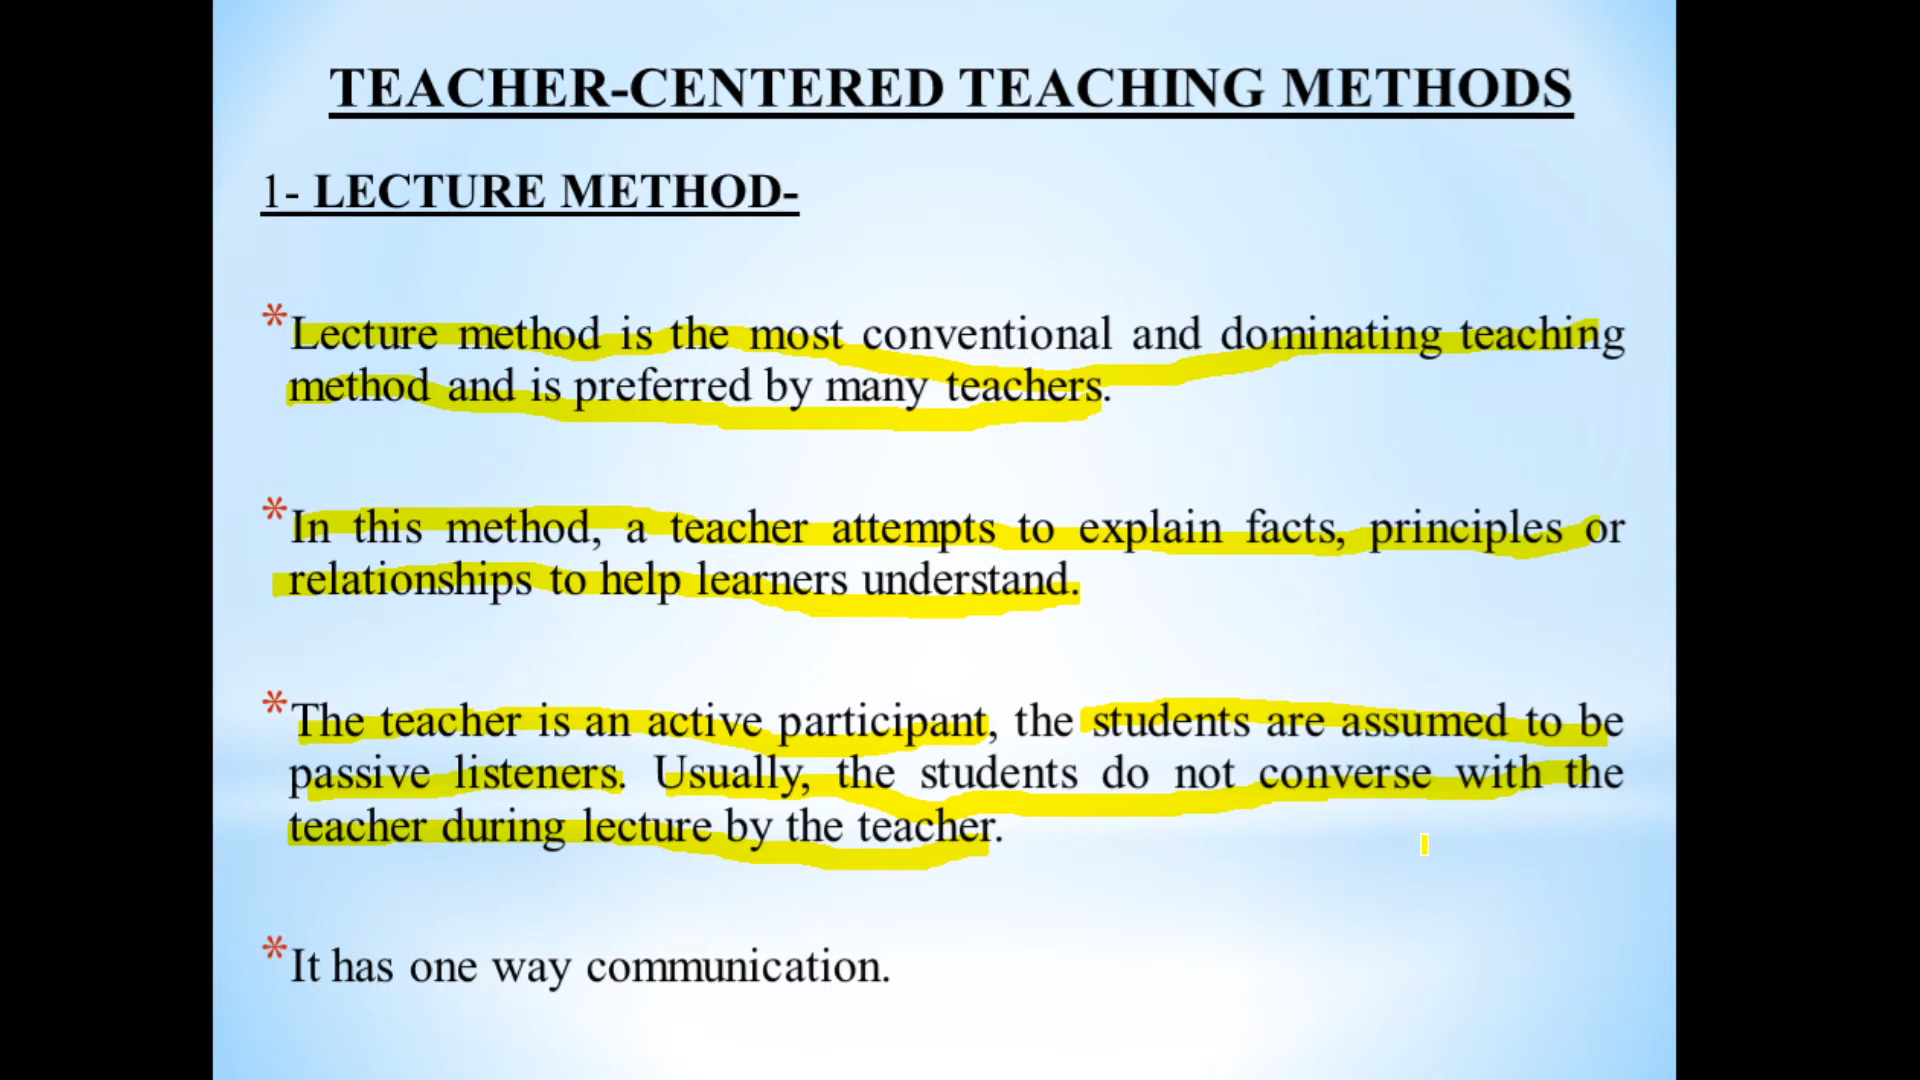 TEACHER-CENTERED TEACHING METHODS
1- LECTURE METHOD-
*Lecture method is the most conventional and dominating teaching
method and is preferred by many teachers.
*In this method, a teacher attempts to explain facts, principles or
relationships to help learners understand.
*The teacher is an active participant, the students are assumed to be
passive listeners. Usually, the students do not converse with the
teacher during lecture by the teacher.
*It has one way communication.